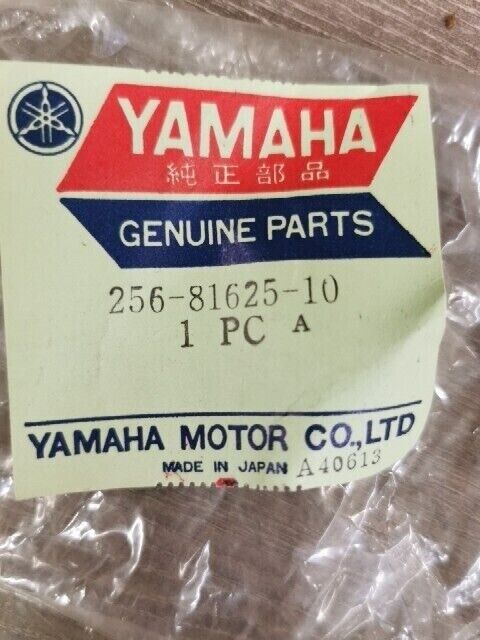 YAMAHA
純正部品
GENUINE PARTS
256-81625-10
1 PC A
YAMAHA MOTOR CO.,LTD
MADE IN JAPAN A40613